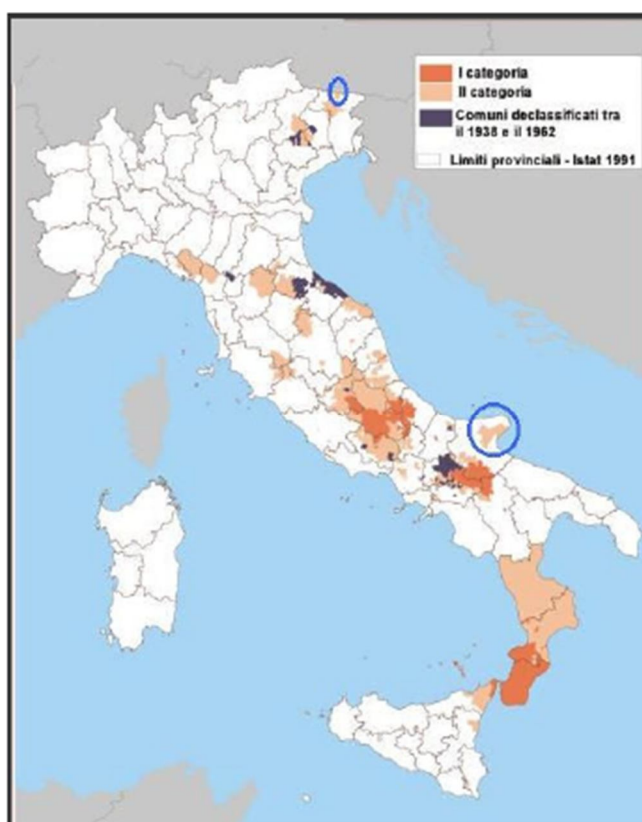 I categoria
II categoria
Comuni declassificati tra
il 1938 e il 1962
Limiti provinciali - Istat 1991